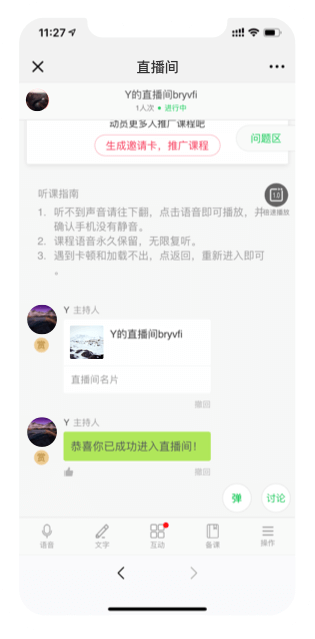 11:27
直播间
Y的直播间bryvfi
1人次 • 进行中
动员更多人推广课程吧
生成邀请卡，推广课程
问题区
听课指南
1.0
倍速播放
1. 听不到声音请往下翻，点击语音即可播放，并
确认手机没有静音。
2. 课程语音永久保留，无限复听。
3. 遇到卡顿和加载不出，点返回，重新进入即可
。
Y 主持人
赏
Y的直播间bryvfi
直播间名片
撤回
Y 主持人
赏
恭喜你已成功进入直播间！
撤回
弹
讨论
语音
文字
互动
备课
操作